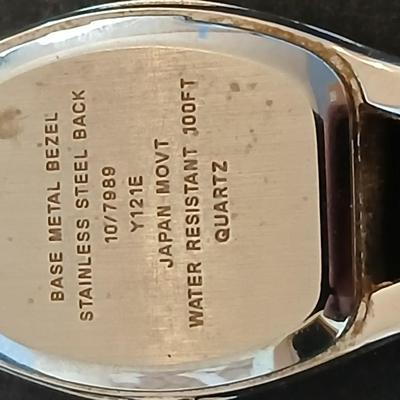 BASE METAL BEZEL
STAINLESS STEEL BACK
10/7989
Y121E
JAPAN MOVT
WATER RESISTANT 100FT
QUARTZ